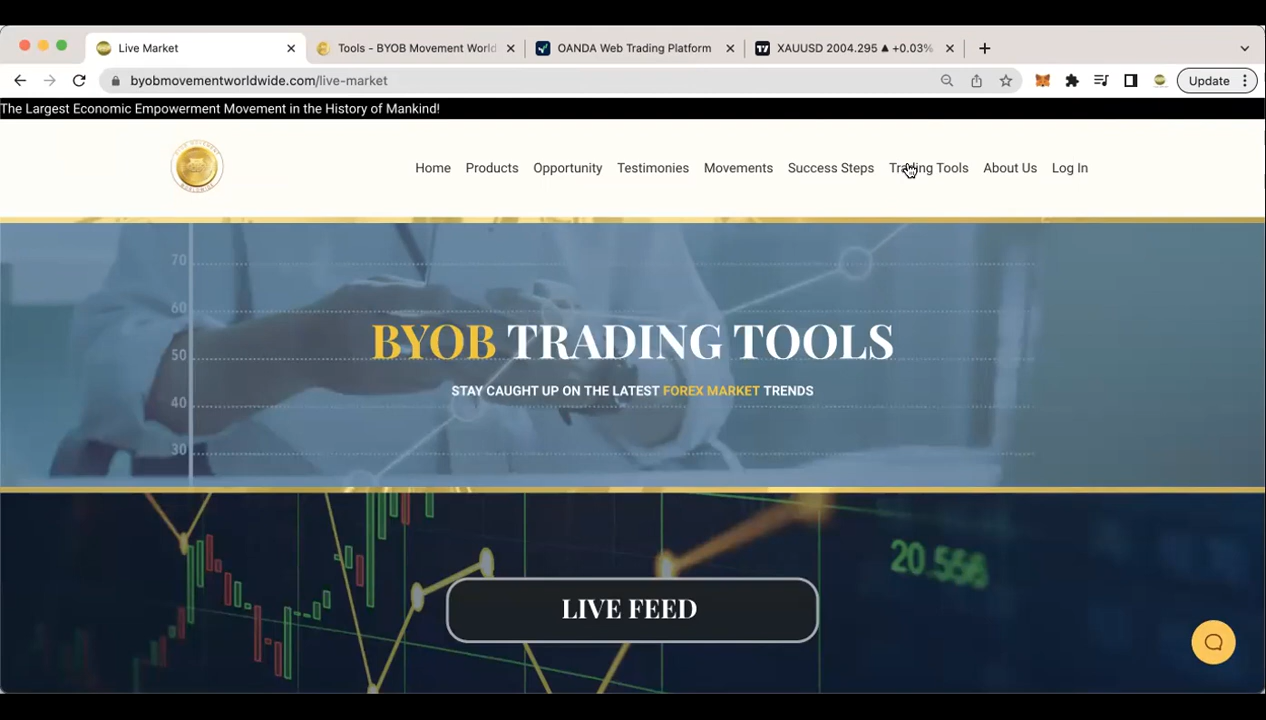 Live Market
Tools - BYOB Movement World
OANDA Web Trading Platform
XAUUSD 2004.295 ▲ +0.03%
byobmovementworldwide.com/live-market
Update
The Largest Economic Empowerment Movement in the History of Mankind!
Home Products Opportunity Testimonies Movements Success Steps Trading Tools About Us Log In
70
60
50
40
30
BYOB TRADING TOOLS
STAY CAUGHT UP ON THE LATEST FOREX MARKET TRENDS
20.556
LIVE FEED